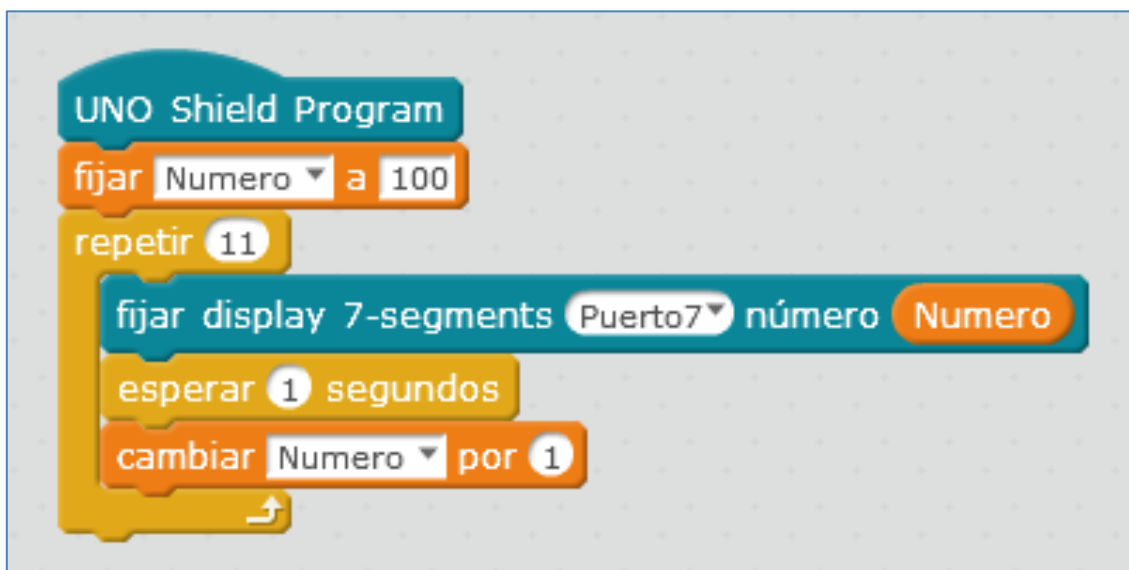 UNO Shield Program
fijar Numero a 100
repetir 11
fijar display 7-segments Puerto7 número Numero
esperar 1 segundos
cambiar Numero por 1